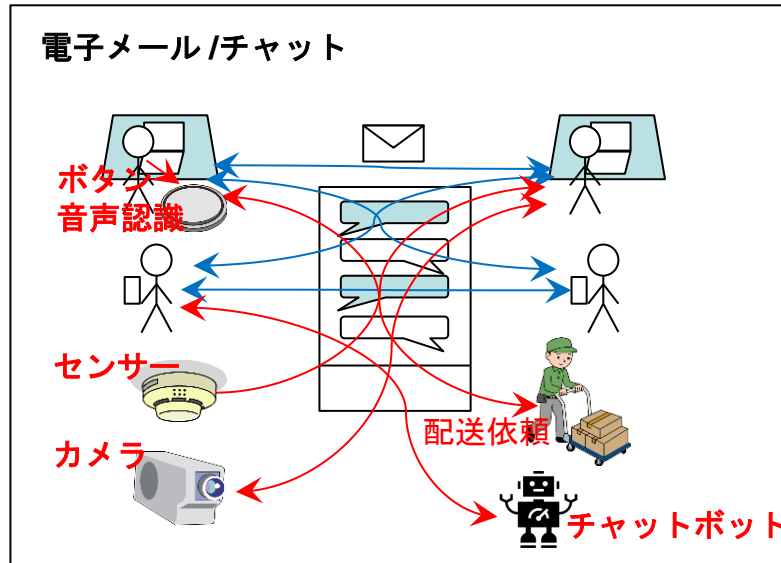 電子メール /チャット
ボタン
音声認識
センサー
配送依頼
カメラ
チャットボット